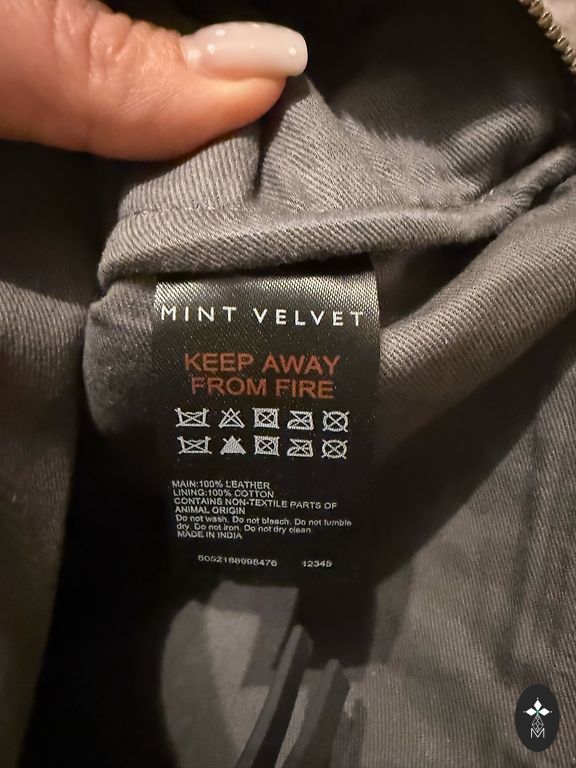 MINT VELVET
KEEP AWAY
FROM FIRE
MAIN:100% LEATHER
LINING:100% COTTON
CONTAINS NON-TEXTILE PARTS OF
ANIMAL ORIGIN
Do not wash. Do not bleach. Do not tumble
dry. Do not iron. Do not dry clean.
MADE IN INDIA
5052188998476 12345
M